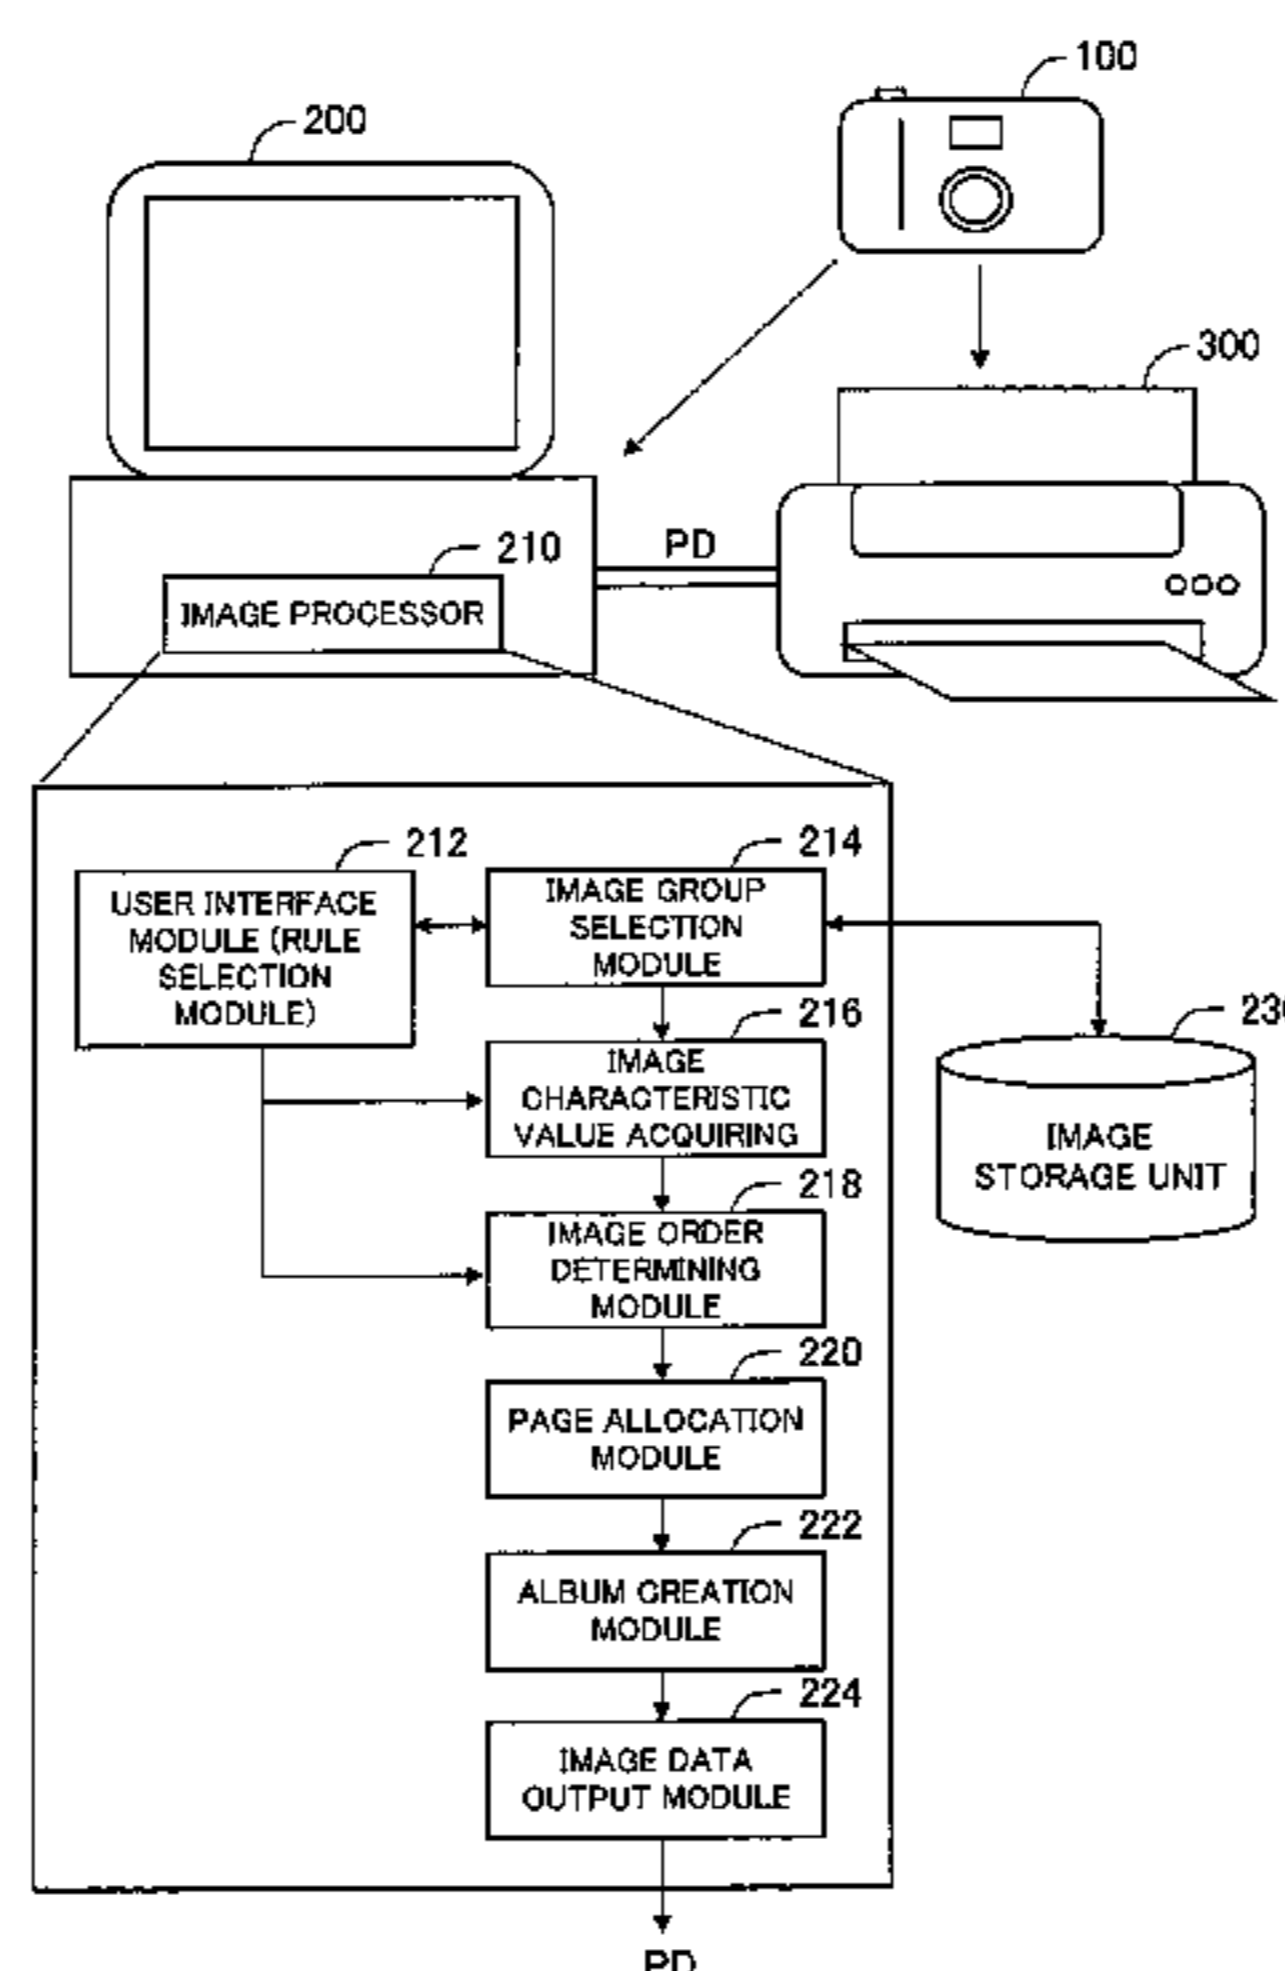 100
200
300
PD
210
IMAGE PROCESSOR
212
214
USER INTERFACE
MODULE (RULE
SELECTION
MODULE)
IMAGE GROUP
SELECTION
MODULE
216
IMAGE
CHARACTERISTIC
VALUE ACQUIRING
IMAGE
STORAGE UNIT
218
IMAGE ORDER
DETERMINING
MODULE
220
PAGE ALLOCATION
MODULE
222
ALBUM CREATION
MODULE
224
IMAGE DATA
OUTPUT MODULE
PD